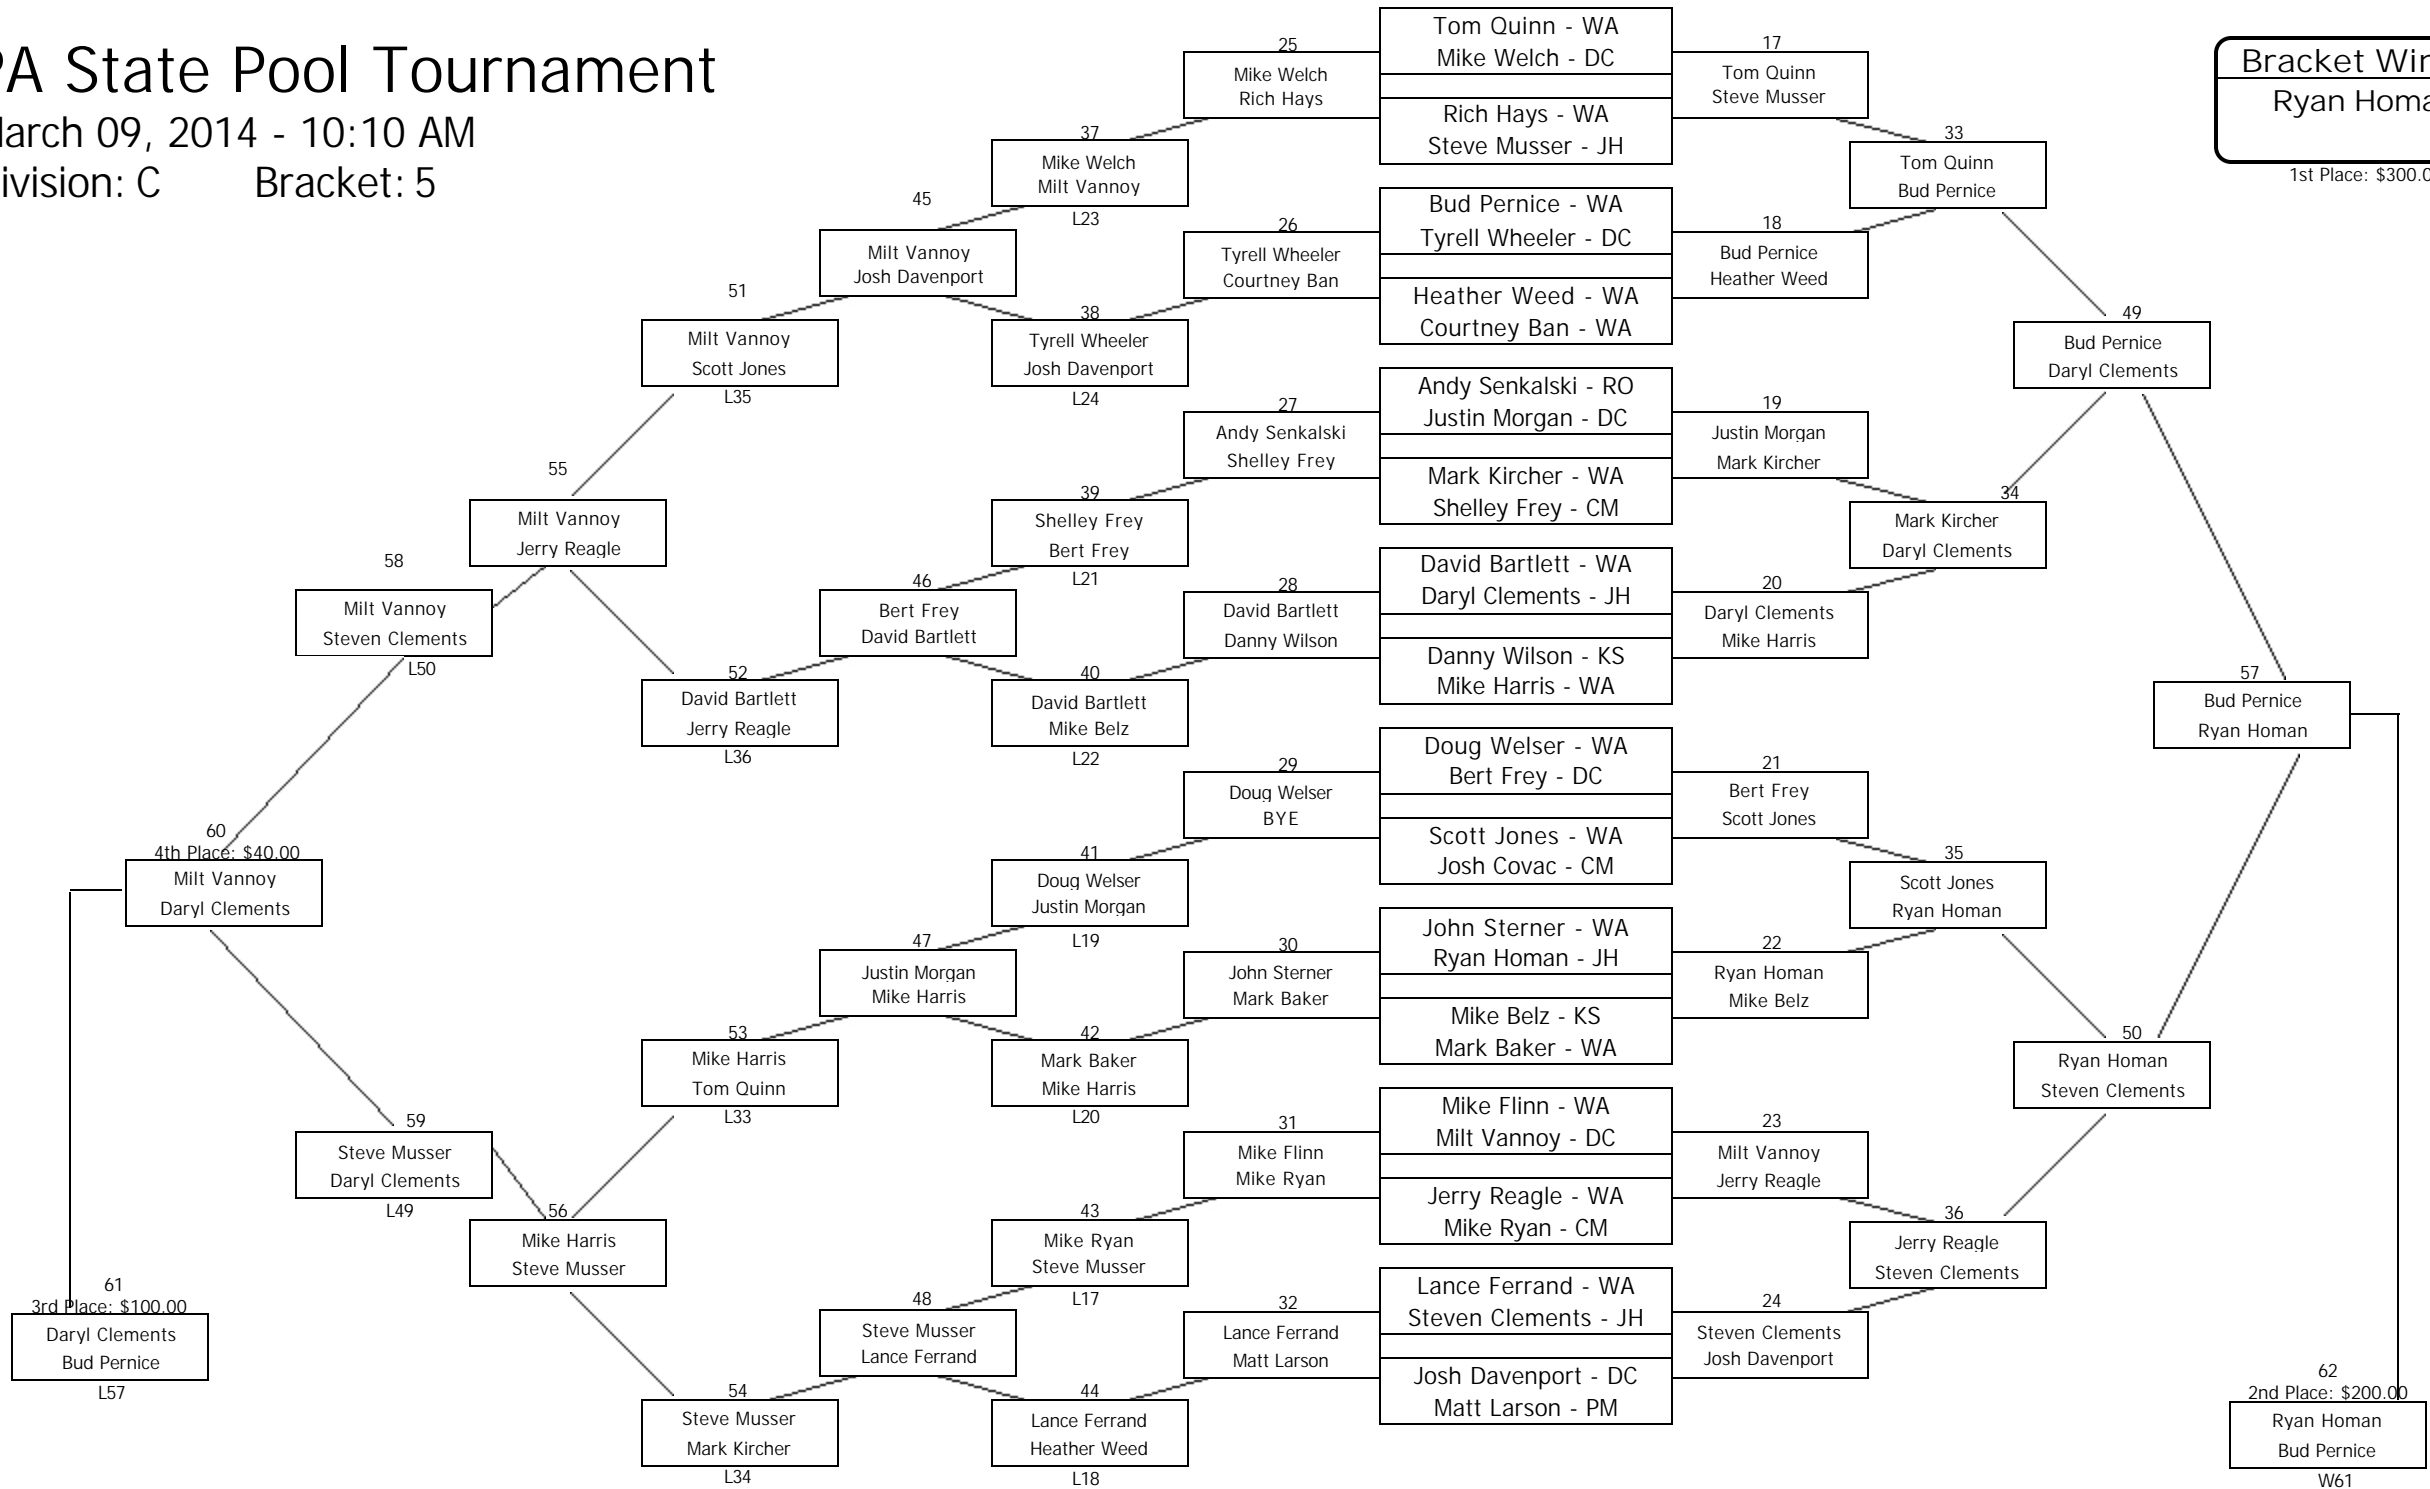 PA State Pool Tournament
March 09, 2014 - 10:10 AM
ivision: C Bracket: 5
61
3rd Place: $100.00
Daryl Clements
Bud Pernice
L57
60
4th Place: $40.00
Milt Vannoy
Daryl Clements
58
Milt Vannoy
Steven Clements
L50
59
Steve Musser
Daryl Clements
L49
55
Milt Vannoy
Jerry Reagle
56
Mike Harris
Steve Musser
51
Milt Vannoy
Scott Jones
L35
52
David Bartlett
Jerry Reagle
L36
53
Mike Harris
Tom Quinn
L33
54
Steve Musser
Mark Kircher
L34
45
Milt Vannoy
Josh Davenport
46
Bert Frey
David Bartlett
47
Justin Morgan
Mike Harris
48
Steve Musser
Lance Ferrand
37
Mike Welch
Milt Vannoy
L23
38
Tyrell Wheeler
Josh Davenport
L24
39
Shelley Frey
Bert Frey
L21
40
David Bartlett
Mike Belz
L22
41
Doug Welser
Justin Morgan
L19
42
Mark Baker
Mike Harris
L20
43
Mike Ryan
Steve Musser
L17
44
Lance Ferrand
Heather Weed
L18
25
Mike Welch
Rich Hays
26
Tyrell Wheeler
Courtney Ban
27
Andy Senkalski
Shelley Frey
28
David Bartlett
Danny Wilson
29
Doug Welser
BYE
30
John Sterner
Mark Baker
31
Mike Flinn
Mike Ryan
32
Lance Ferrand
Matt Larson
Tom Quinn - WA
Mike Welch - DC
Rich Hays - WA
Steve Musser - JH
Bud Pernice - WA
Tyrell Wheeler - DC
Heather Weed - WA
Courtney Ban - WA
Andy Senkalski - RO
Justin Morgan - DC
Mark Kircher - WA
Shelley Frey - CM
David Bartlett - WA
Daryl Clements - JH
Danny Wilson - KS
Mike Harris - WA
Doug Welser - WA
Bert Frey - DC
Scott Jones - WA
Josh Covac - CM
John Sterner - WA
Ryan Homan - JH
Mike Belz - KS
Mark Baker - WA
Mike Flinn - WA
Milt Vannoy - DC
Jerry Reagle - WA
Mike Ryan - CM
Lance Ferrand - WA
Steven Clements - JH
Josh Davenport - DC
Matt Larson - PM
17
Tom Quinn
Steve Musser
18
Bud Pernice
Heather Weed
19
Justin Morgan
Mark Kircher
20
Daryl Clements
Mike Harris
21
Bert Frey
Scott Jones
22
Ryan Homan
Mike Belz
23
Milt Vannoy
Jerry Reagle
24
Steven Clements
Josh Davenport
33
Tom Quinn
Bud Pernice
34
Mark Kircher
Daryl Clements
35
Scott Jones
Ryan Homan
36
Jerry Reagle
Steven Clements
49
Bud Pernice
Daryl Clements
50
Ryan Homan
Steven Clements
57
Bud Pernice
Ryan Homan
Bracket Win
Ryan Homa
1st Place: $300.0
62
2nd Place: $200.00
Ryan Homan
Bud Pernice
W61